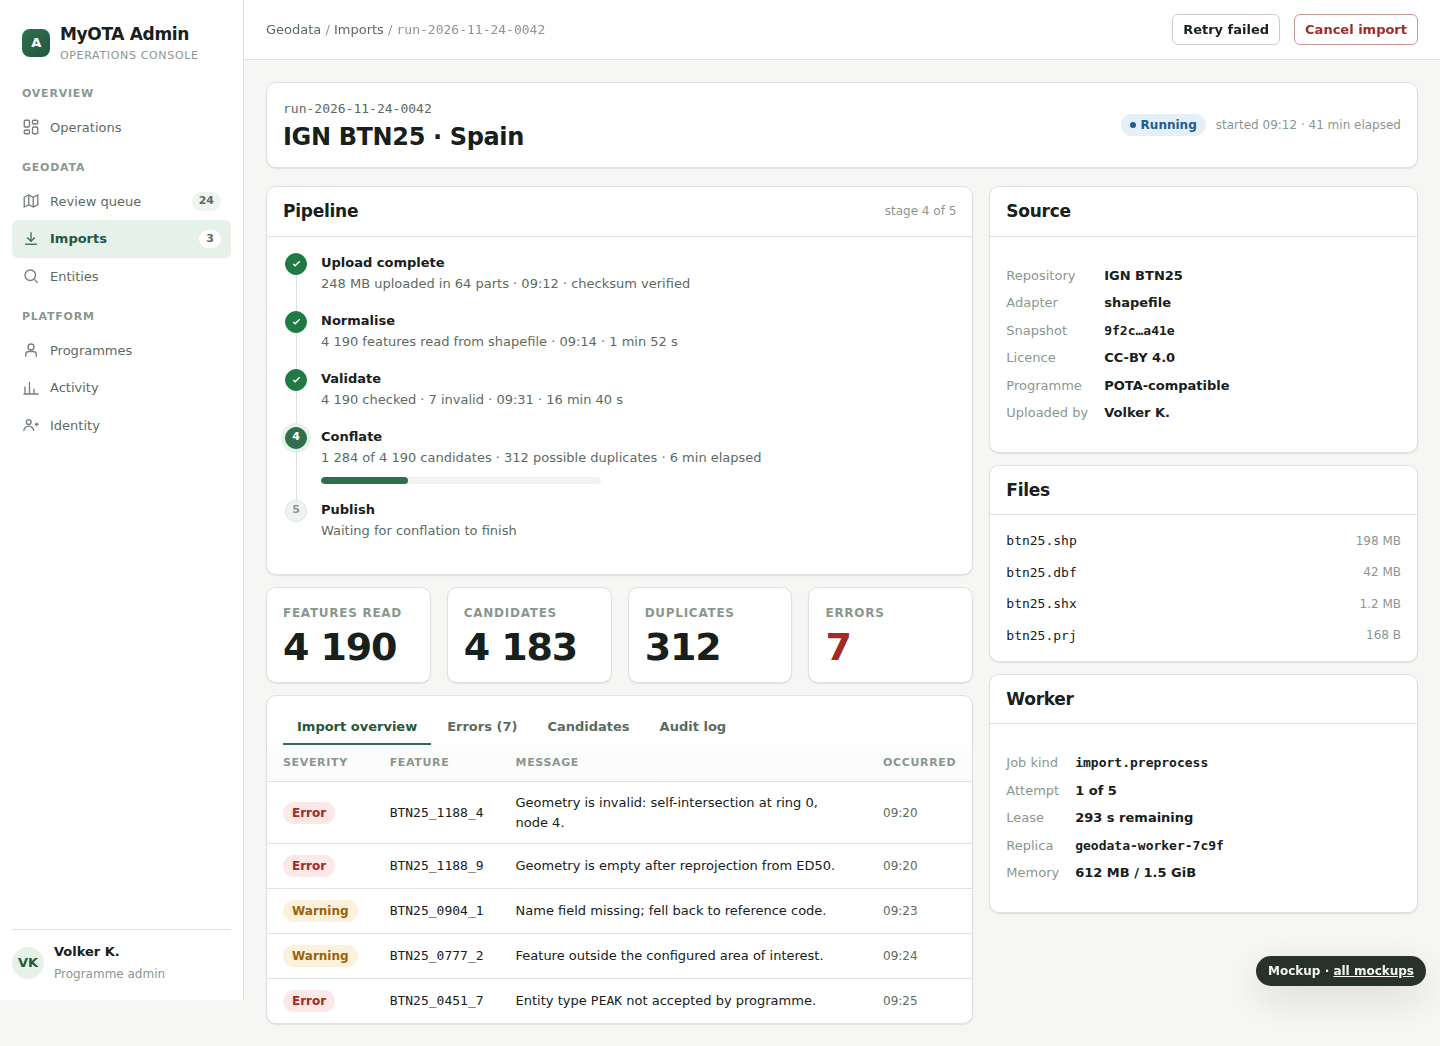 A
MyOTA Admin
OPERATIONS CONSOLE
OVERVIEW
Operations
GEODATA
Review queue 24
Imports 3
Entities
PLATFORM
Programmes
Activity
Identity
VK
Volker K.
Programme admin
Geodata / Imports / run-2026-11-24-0042
Retry failed
Cancel import
run-2026-11-24-0042
IGN BTN25 · Spain
Running started 09:12 · 41 min elapsed
Pipeline stage 4 of 5
Upload complete
248 MB uploaded in 64 parts · 09:12 · checksum verified
Normalise
4 190 features read from shapefile · 09:14 · 1 min 52 s
Validate
4 190 checked · 7 invalid · 09:31 · 16 min 40 s
4 Conflate
1 284 of 4 190 candidates · 312 possible duplicates · 6 min elapsed
5 Publish
Waiting for conflation to finish
FEATURES READ
4 190
CANDIDATES
4 183
DUPLICATES
312
ERRORS
7
Import overview Errors (7) Candidates Audit log
SEVERITY FEATURE MESSAGE OCCURRED
Error BTN25_1188_4 Geometry is invalid: self-intersection at ring 0,
node 4. 09:20
Error BTN25_1188_9 Geometry is empty after reprojection from ED50. 09:20
Warning BTN25_0904_1 Name field missing; fell back to reference code. 09:23
Warning BTN25_0777_2 Feature outside the configured area of interest. 09:24
Error BTN25_0451_7 Entity type PEAK not accepted by programme. 09:25
Source
Repository IGN BTN25
Adapter shapefile
Snapshot 9f2c…a41e
Licence CC-BY 4.0
Programme POTA-compatible
Uploaded by Volker K.
Files
btn25.shp 198 MB
btn25.dbf 42 MB
btn25.shx 1.2 MB
btn25.prj 168 B
Worker
Job kind import.preprocess
Attempt 1 of 5
Lease 293 s remaining
Replica geodata-worker-7c9f
Memory 612 MB / 1.5 GiB
Mockup · all mockups